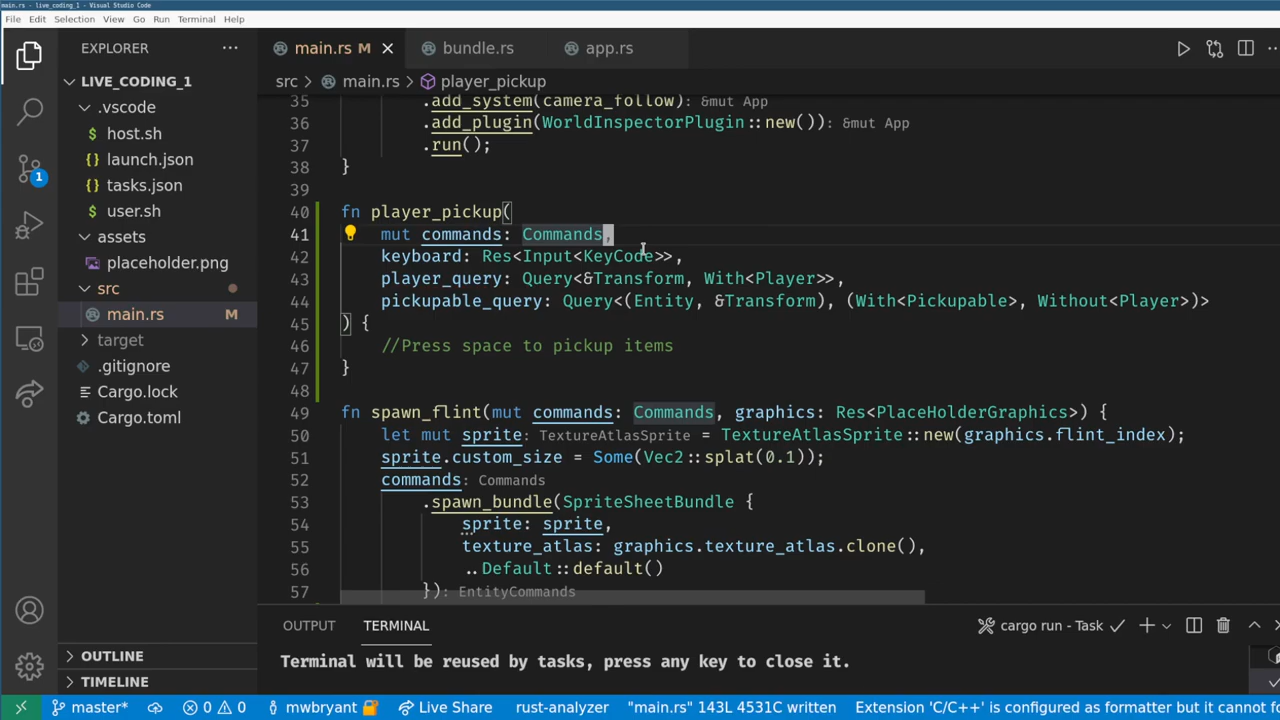 main.rs - live_coding_1 - Visual Studio Code
File Edit Selection View Go Run Terminal Help
EXPLORER
LIVE_CODING_1
.vscode
$ host.sh
{} launch.json
{} tasks.json
$ user.sh
assets
placeholder.png
src
main.rs M
target
.gitignore
Cargo.lock
Cargo.toml
OUTLINE
TIMELINE
1
main.rs M
bundle.rs
app.rs
src > main.rs > player_pickup
35 .add_system(camera_follow): &mut App
36 .add_plugin(WorldInspectorPlugin::new()): &mut App
37 .run();
38 }
39
40 fn player_pickup(
41 mut commands: Commands,
42 keyboard: Res<Input<KeyCode>>,
43 player_query: Query<&Transform, With<Player>>,
44 pickupable_query: Query<(Entity, &Transform), (With<Pickupable>, Without<Player>)>
45 ) {
46 //Press space to pickup items
47 }
48
49 fn spawn_flint(mut commands: Commands, graphics: Res<PlaceHolderGraphics>) {
50 let mut sprite: TextureAtlasSprite = TextureAtlasSprite::new(graphics.flint_index);
51 sprite.custom_size = Some(Vec2::splat(0.1));
52 commands: Commands
53 .spawn_bundle(SpriteSheetBundle {
54 sprite: sprite,
55 texture_atlas: graphics.texture_atlas.clone(),
56 ..Default::default()
57 }): EntityCommands
OUTPUT
TERMINAL
cargo run - Task
Terminal will be reused by tasks, press any key to close it.
master* 0 0 mwbryant Live Share rust-analyzer "main.rs" 143L 4531C written Extension 'C/C++' is configured as formatter but it cannot fo